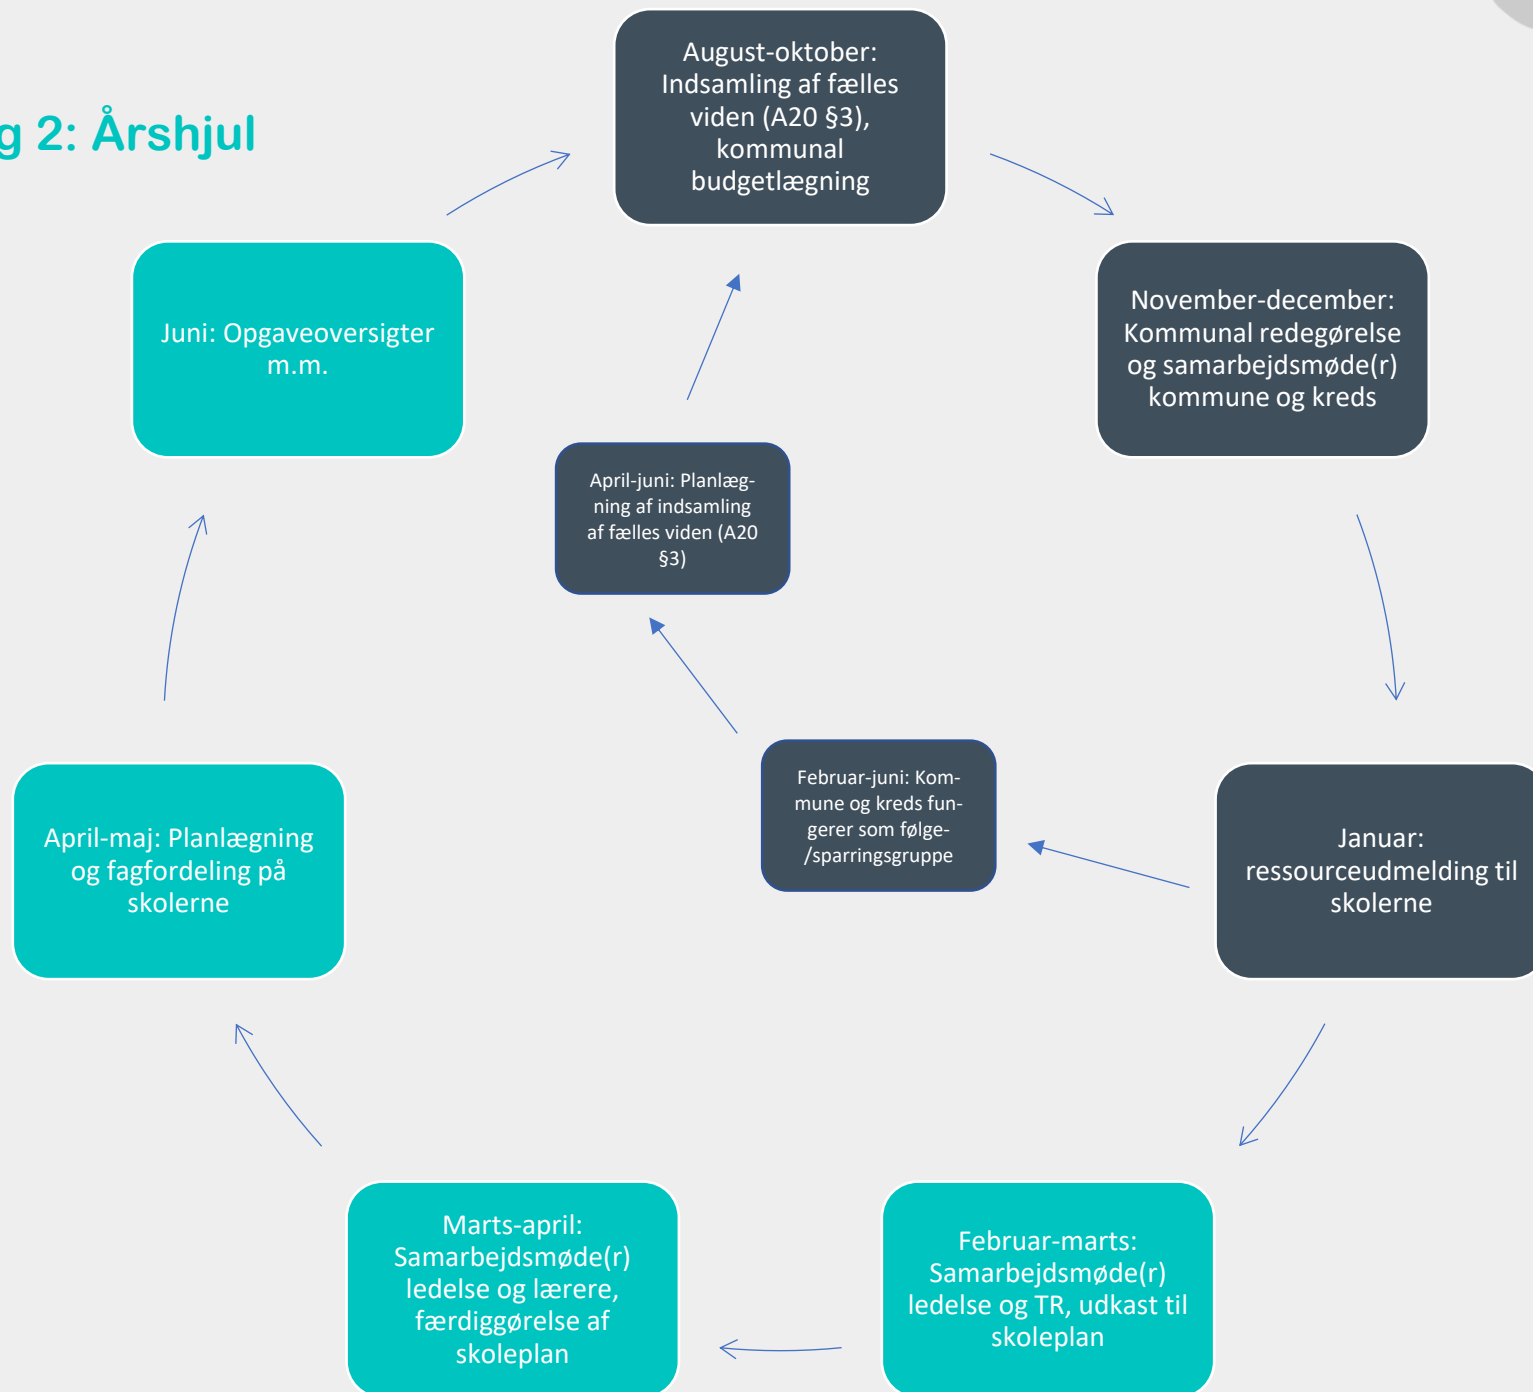 g 2: Årshjul
August-oktober:
Indsamling af fælles
viden (A20 §3),
kommunal
budgetlægning
November-december:
Kommunal redegørelse
og samarbejdsmøde(r)
kommune og kreds
Januar:
ressourceudmelding til
skolerne
Februar-marts:
Samarbejdsmøde(r)
ledelse og TR, udkast til
skoleplan
Marts-april:
Samarbejdsmøde(r)
ledelse og lærere,
færdiggørelse af
skoleplan
April-maj: Planlægning
og fagfordeling på
skolerne
Juni: Opgaveoversigter
m.m.
Februar-juni: Kom-
mune og kreds fun-
gerer som følge-
/sparringsgruppe
April-juni: Planlæg-
ning af indsamling
af fælles viden (A20
§3)